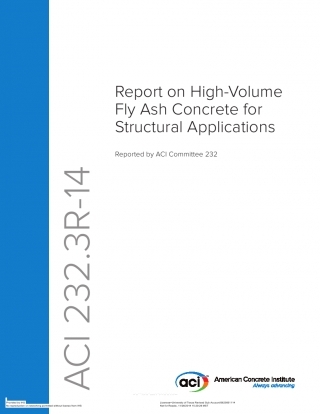 Report on High-Volume
Fly Ash Concrete for
Structural Applications
Reported by ACI Committee 232
ACI 232.3R-14
aci
American Concrete Institute
Always advancing